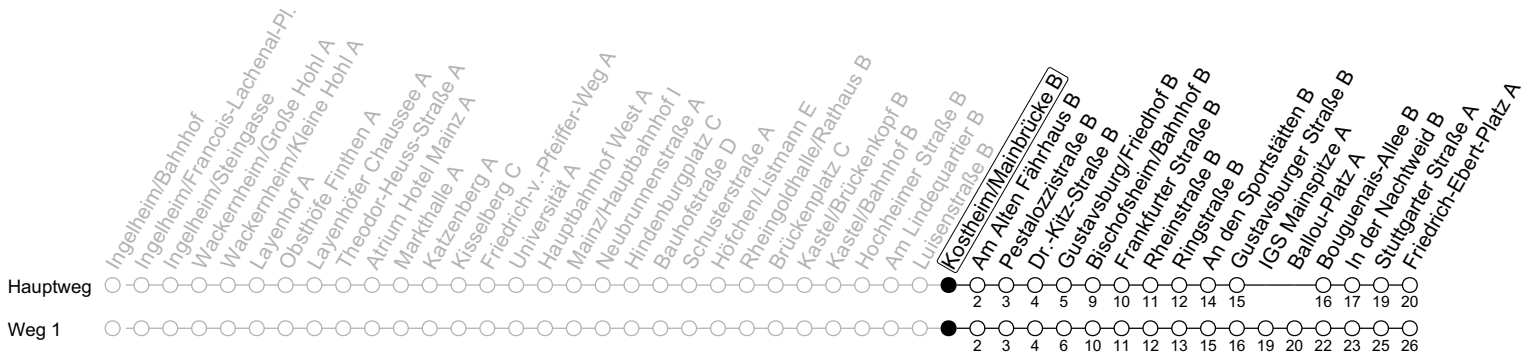 Ingelheim/Bahnhof
Ingelheim/Francois-Lachenal-Pl.
Ingelheim/Steingasse
Wackernheim/Große Hohl A
Wackernheim/Kleine Hohl A
Layenhof A
Obsthöfe Finthen A
Layenhöfer Chaussee A
Theodor-Heuss-Straße A
Atrium Hotel Mainz A
Markthalle A
Katzenberg A
Kisselberg C
Friedrich-v.-Pfeiffer-Weg A
Universität A
Hauptbahnhof West A
Mainz/Hauptbahnhof I
Neubrunnenstraße A
Hindenburgplatz C
Bauhofstraße D
Schusterstraße A
Höfchen/Listmann E
Rheingoldhalle/Rathaus B
Brückenplatz C
Kastel/Brückenkopf B
Kastel/Bahnhof B
Hochheimer Straße B
Am Lindequartier B
Luisenstraße B
Kostheim/Mainbrücke B
Am Alten Fährhaus B
Pestalozzistraße B
Dr.-Kitz-Straße B
Gustavsburg/Friedhof B
Bischofsheim/Bahnhof B
Frankfurter Straße B
Rheinstraße B
Ringstraße B
An den Sportstätten B
Gustavsburger Straße B
IGS Mainspitze A
Ballou-Platz A
Bouguenais-Allee B
In der Nachtweid B
Stuttgarter Straße A
Friedrich-Ebert-Platz A
Hauptweg
2 3 4 5 9 10 11 12 14 15 16 17 19 20
Weg 1
2 3 4 6 10 11 12 13 15 16 19 20 22 23 25 26